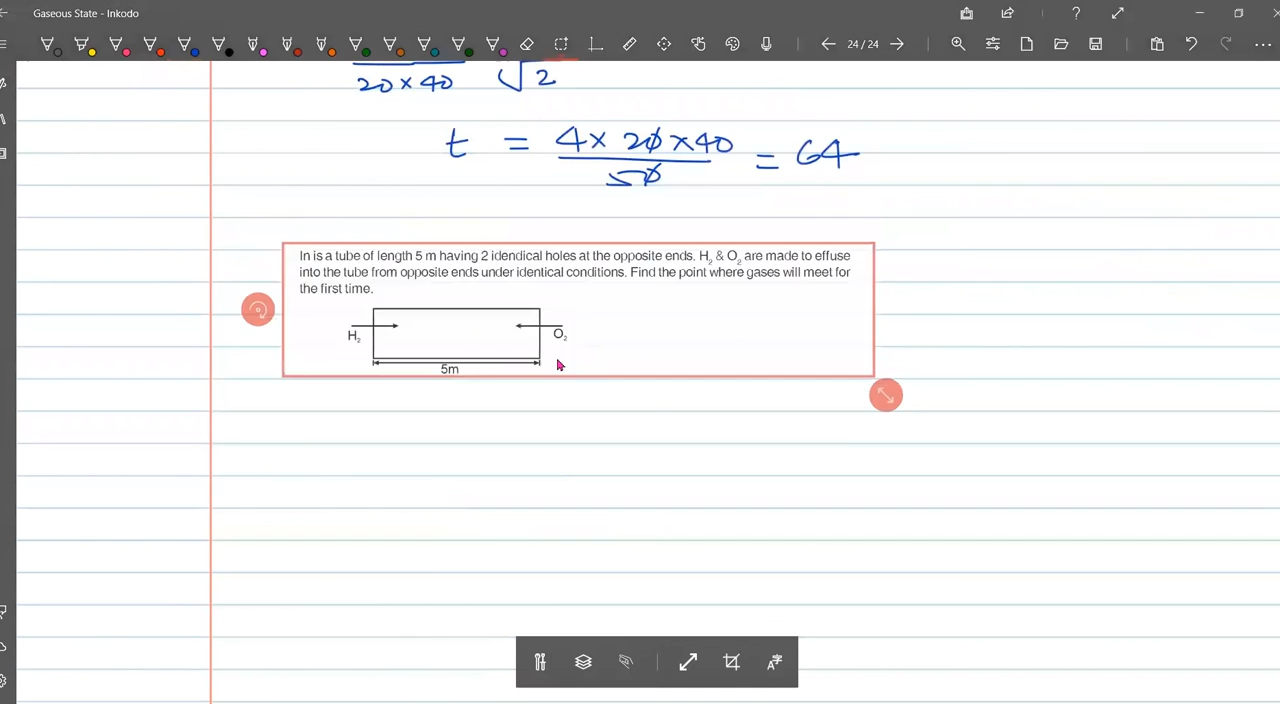 Gaseous State - Inkodo
24/24
20 × 40 √2
t = 4 × 20 × 40 = 64
50
In is a tube of length 5 m having 2 idendical holes at the opposite ends. H₂ & O₂ are made to effuse
into the tube from opposite ends under identical conditions. Find the point where gases will meet for
the first time.
H₂ O₂
5m